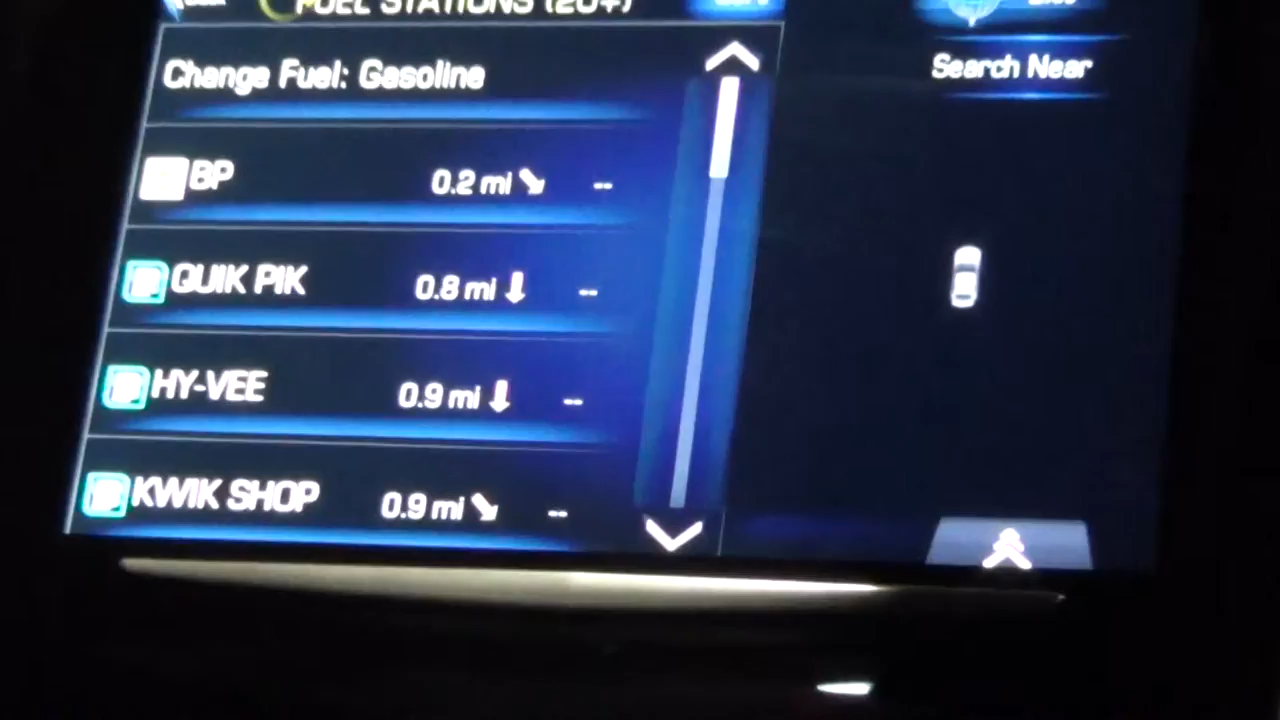 FUEL STATIONS (20+)
Change Fuel: Gasoline
Search Near
BP 0.2 mi --
QUIK PIK 0.8 mi --
HY-VEE 0.9 mi --
KWIK SHOP 0.9 mi --